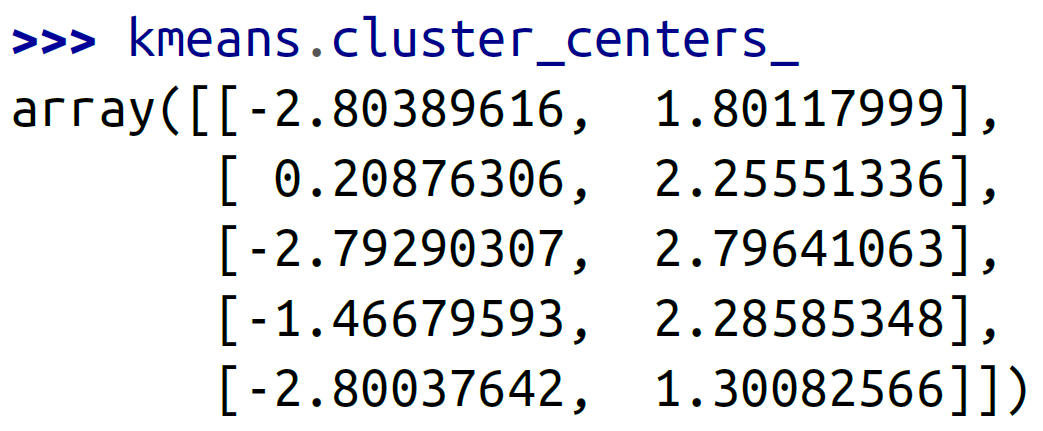 >>> kmeans.cluster_centers_
array([[-2.80389616,  1.80117999],
       [ 0.20876306,  2.25551336],
       [-2.79290307,  2.79641063],
       [-1.46679593,  2.28585348],
       [-2.80037642,  1.30082566]])